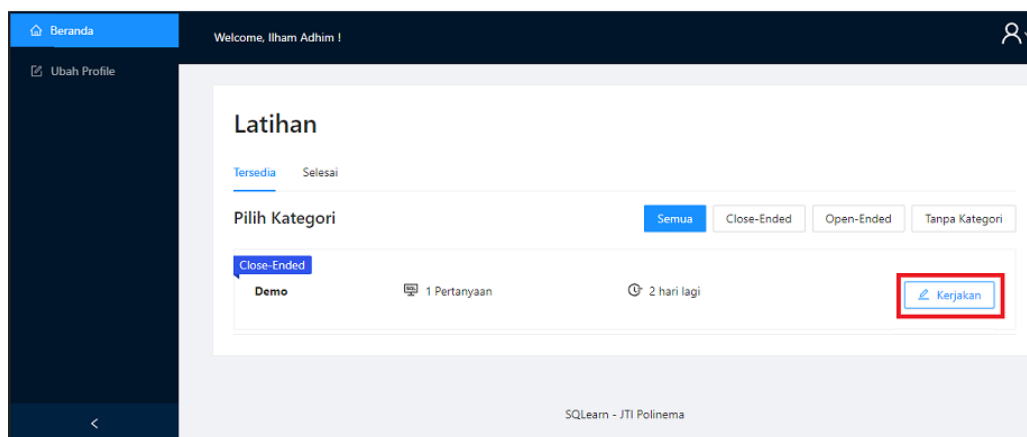 Beranda
Welcome, Ilham Adhim !
Ubah Profile
Latihan
Tersedia Selesai
Pilih Kategori Semua Close-Ended Open-Ended Tanpa Kategori
Close-Ended
Demo SQL 1 Pertanyaan 2 hari lagi Kerjakan
SQLearn - JTI Polinema